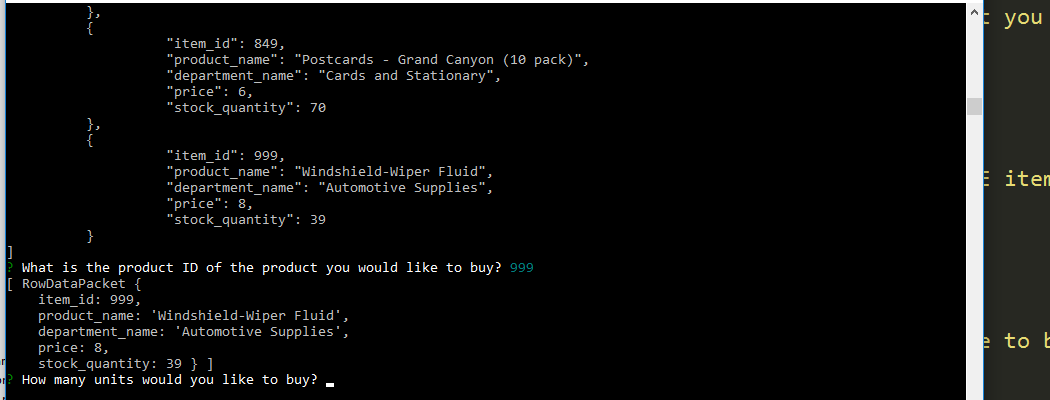 },
{
"item_id": 849,
"product_name": "Postcards - Grand Canyon (10 pack)",
"department_name": "Cards and Stationary",
"price": 6,
"stock_quantity": 70
},
{
"item_id": 999,
"product_name": "Windshield-Wiper Fluid",
"department_name": "Automotive Supplies",
"price": 8,
"stock_quantity": 39
}
]
? What is the product ID of the product you would like to buy? 999
[ RowDataPacket {
item_id: 999,
product_name: 'Windshield-Wiper Fluid',
department_name: 'Automotive Supplies',
price: 8,
stock_quantity: 39 } ]
? How many units would you like to buy?
t you
E item
e to b